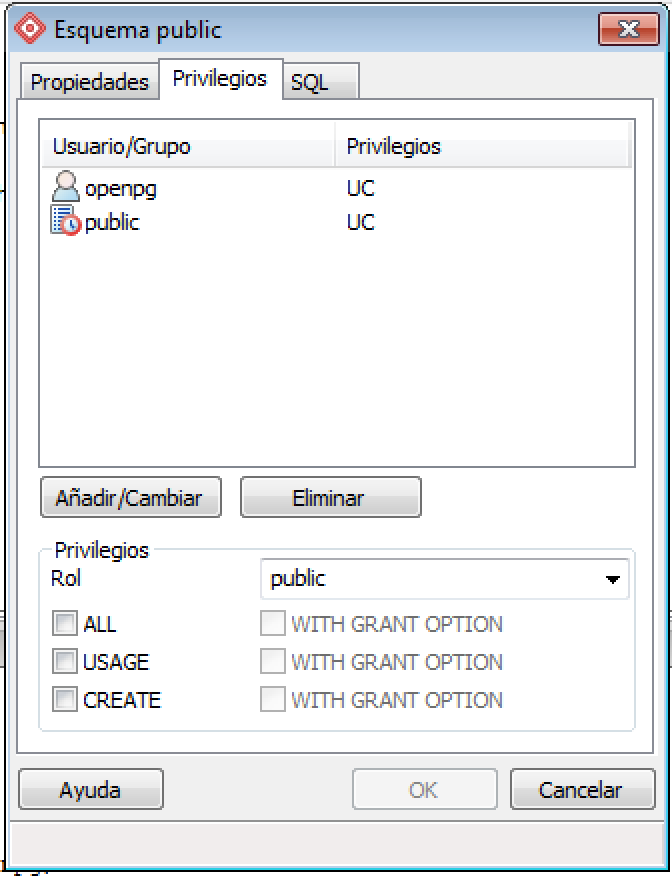 Esquema public
Propiedades Privilegios SQL
Usuario/Grupo Privilegios
openpg UC
public UC
Añadir/Cambiar Eliminar
Privilegios
Rol public
ALL WITH GRANT OPTION
USAGE WITH GRANT OPTION
CREATE WITH GRANT OPTION
Ayuda OK Cancelar